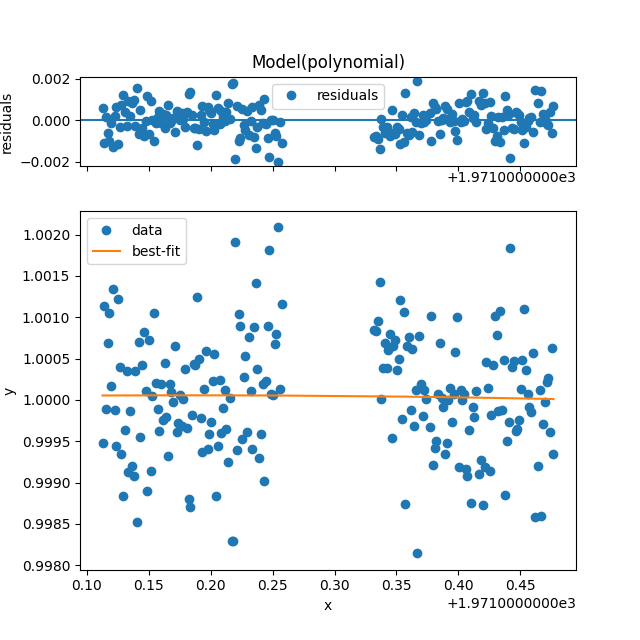 Model(polynomial)
0.002
0.000
−0.002
residuals
residuals
+1.9710000000e3
1.0020
1.0015
1.0010
1.0005
1.0000
0.9995
0.9990
0.9985
0.9980
y
data
best-fit
0.10 0.15 0.20 0.25 0.30 0.35 0.40 0.45
x
+1.9710000000e3